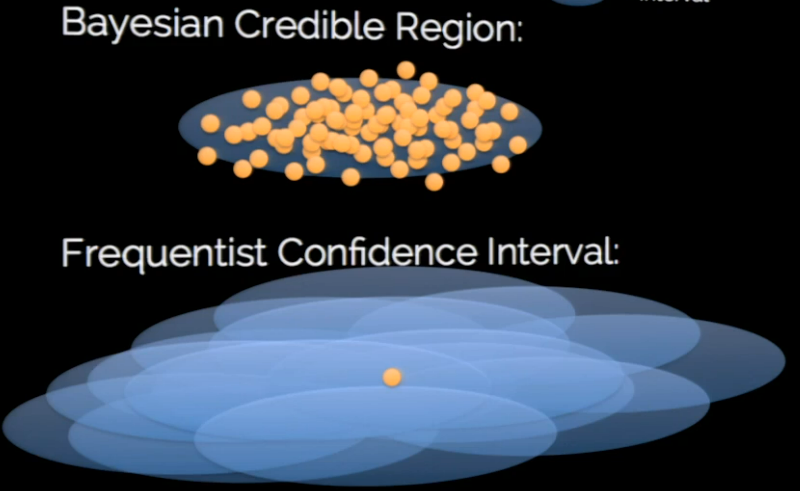 Bayesian Credible Region:
Frequentist Confidence Interval: